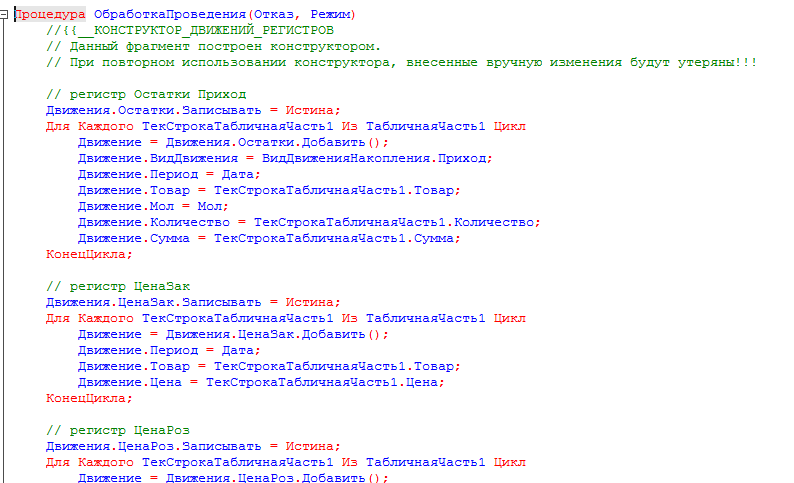 Процедура ОбработкаПроведения(Отказ, Режим)
//{{__КОНСТРУКТОР_ДВИЖЕНИЙ_РЕГИСТРОВ
// Данный фрагмент построен конструктором.
// При повторном использовании конструктора, внесенные вручную изменения будут утеряны!!!
// регистр Остатки Приход
Движения.Остатки.Записывать = Истина;
Для Каждого ТекСтрокаТабличнаяЧасть1 Из ТабличнаяЧасть1 Цикл
Движение = Движения.Остатки.Добавить();
Движение.ВидДвижения = ВидДвиженияНакопления.Приход;
Движение.Период = Дата;
Движение.Товар = ТекСтрокаТабличнаяЧасть1.Товар;
Движение.Мол = Мол;
Движение.Количество = ТекСтрокаТабличнаяЧасть1.Количество;
Движение.Сумма = ТекСтрокаТабличнаяЧасть1.Сумма;
КонецЦикла;
// регистр ЦенаЗак
Движения.ЦенаЗак.Записывать = Истина;
Для Каждого ТекСтрокаТабличнаяЧасть1 Из ТабличнаяЧасть1 Цикл
Движение = Движения.ЦенаЗак.Добавить();
Движение.Период = Дата;
Движение.Товар = ТекСтрокаТабличнаяЧасть1.Товар;
Движение.Цена = ТекСтрокаТабличнаяЧасть1.Цена;
КонецЦикла;
// регистр ЦенаРоз
Движения.ЦенаРоз.Записывать = Истина;
Для Каждого ТекСтрокаТабличнаяЧасть1 Из ТабличнаяЧасть1 Цикл
Движение = Движения.ЦенаРоз.Добавить();